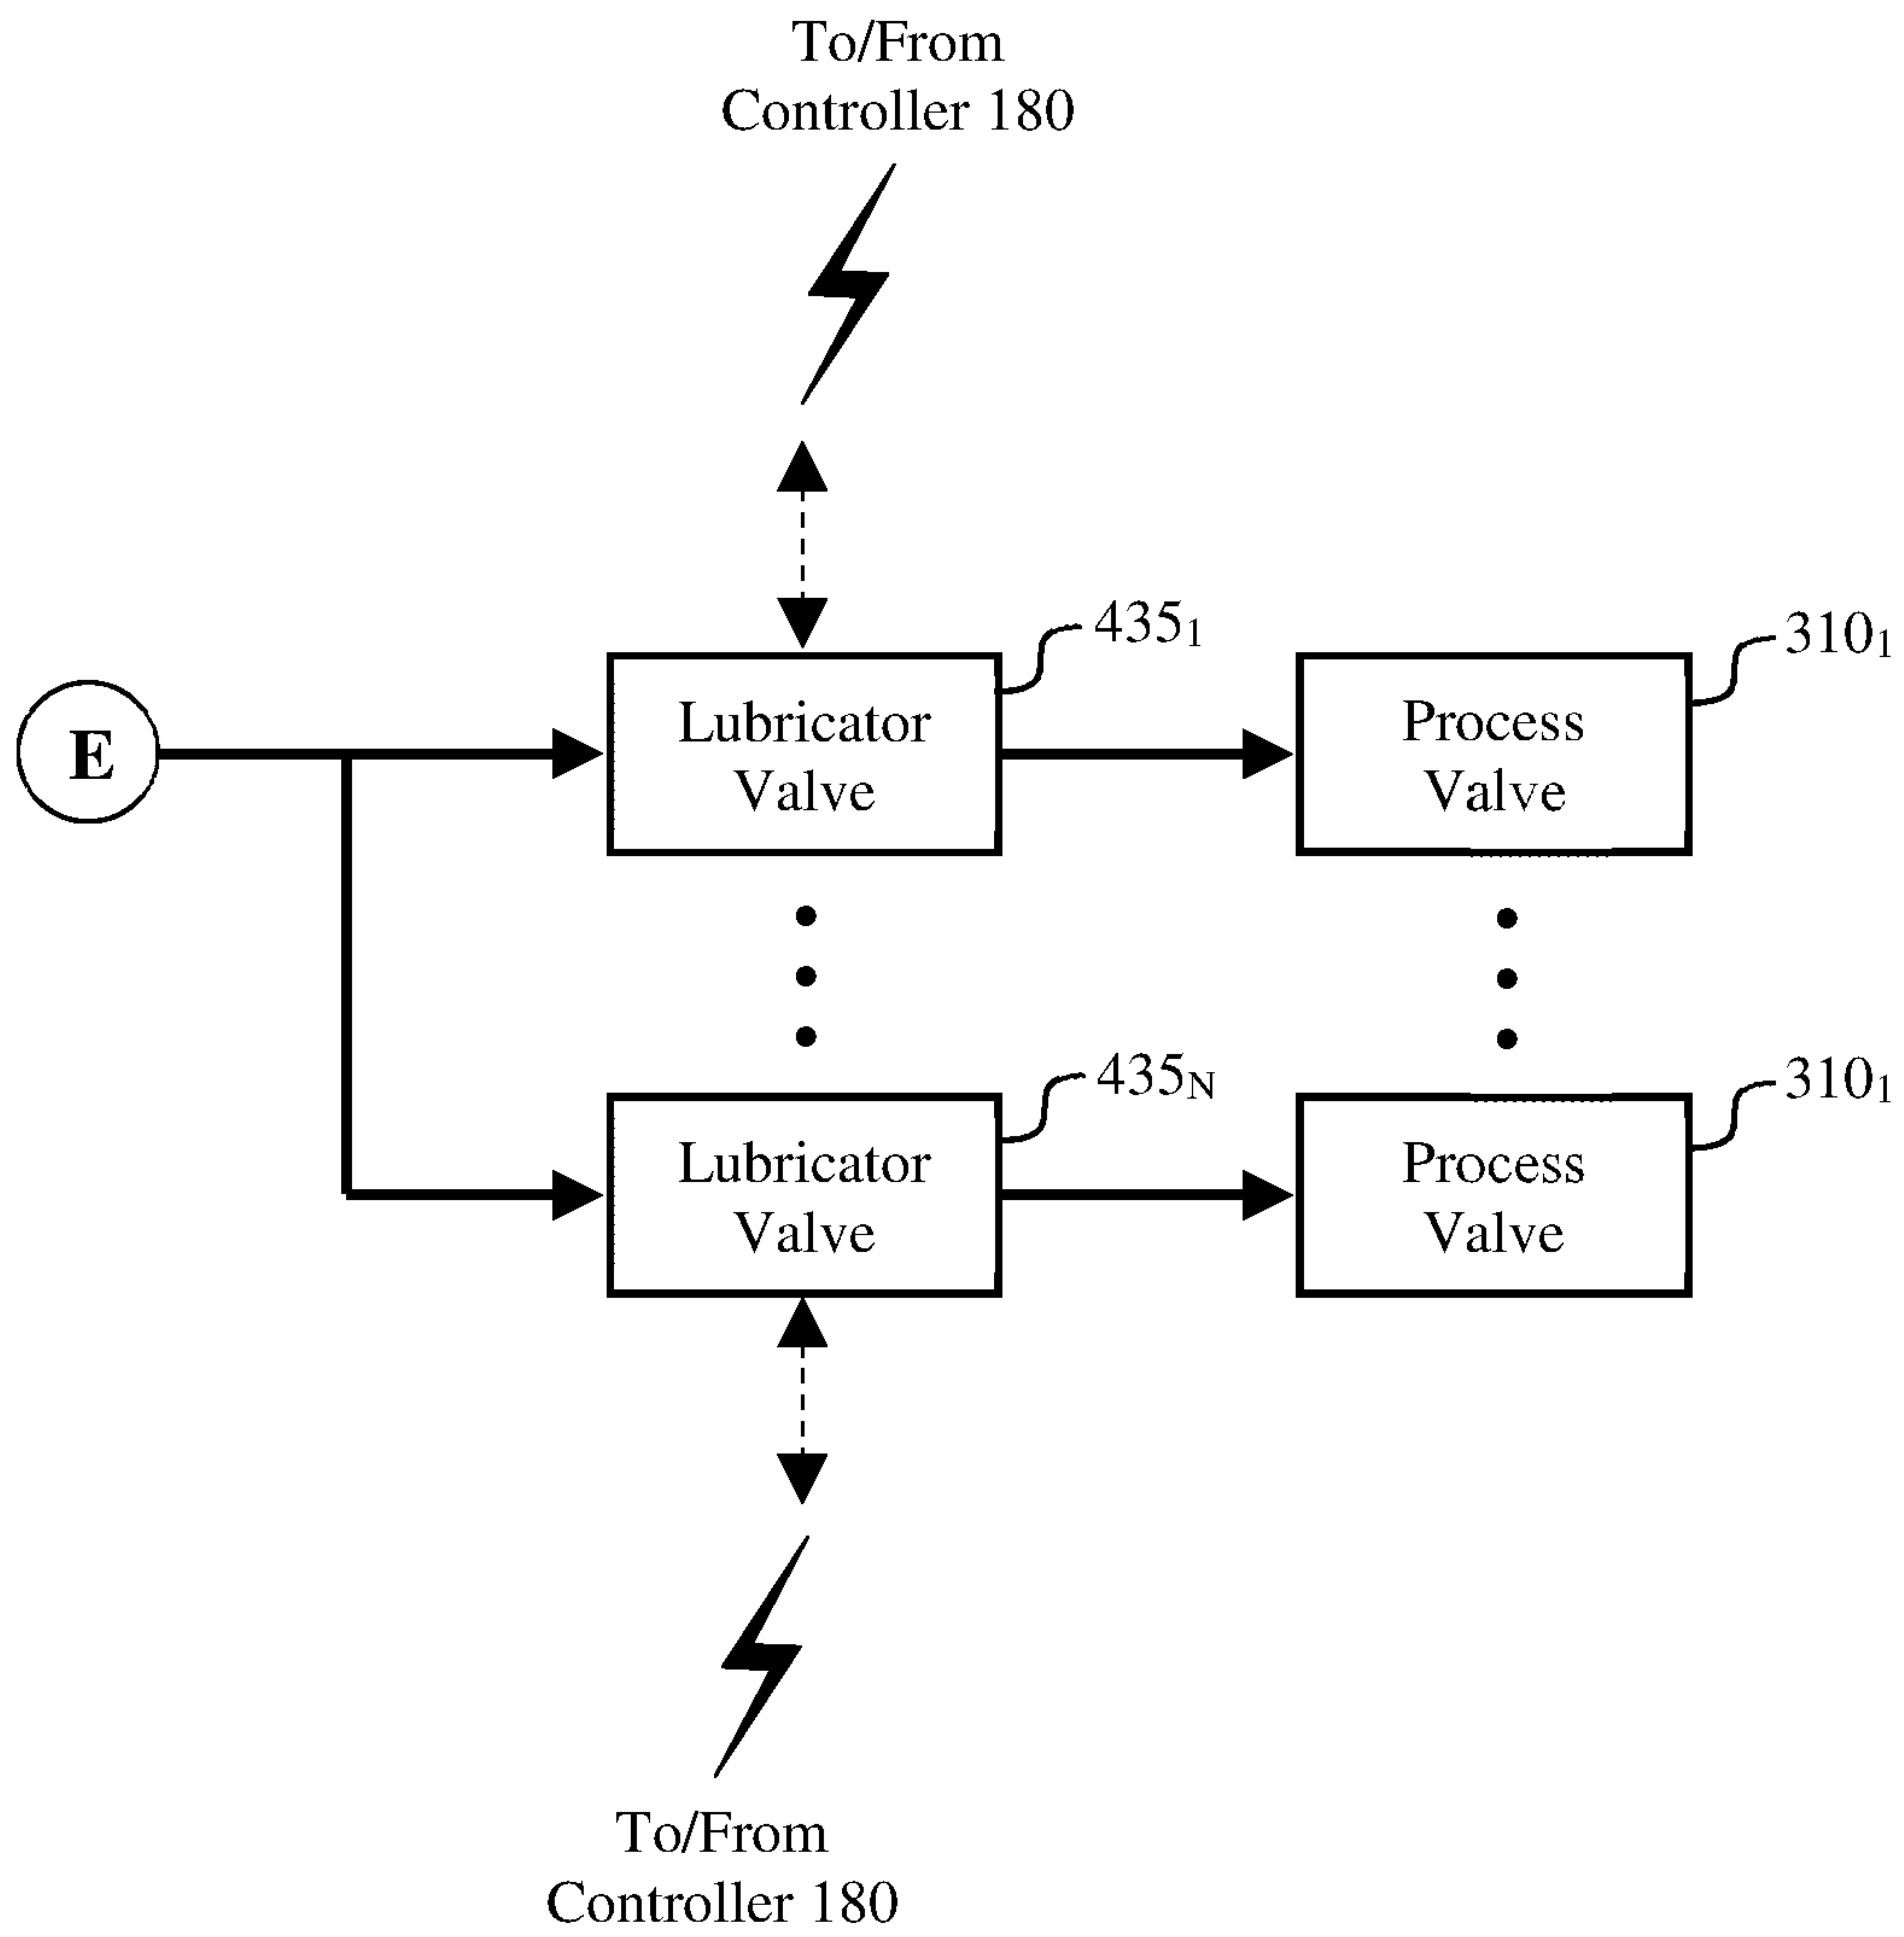 To/From
Controller 180
435₁
310₁
E
Lubricator
Valve
Process
Valve
435N
310₁
Lubricator
Valve
Process
Valve
To/From
Controller 180